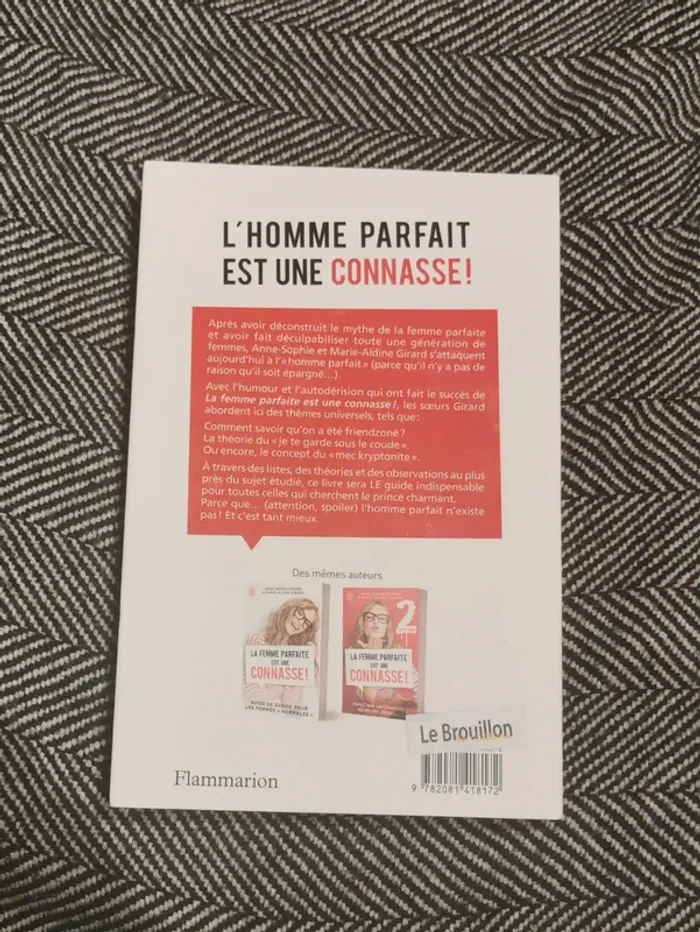 L'HOMME PARFAIT
EST UNE CONNASSE!
Après avoir déconstruit le mythe de la femme parfaite
et avoir fait déculpabiliser toute une génération de
femmes, Anne-Sophie et Marie-Aldine Girard s'attaquent
aujourd'hui à l'«homme parfait» (parce qu'il n'y a pas de
raison qu'il soit épargné…).
Avec l'humour et l'autodérision qui ont fait le succès de
La femme parfaite est une connasse!, les sœurs Girard
abordent ici des thèmes universels, tels que:
Comment savoir qu'on a été friendzoné?
La théorie du «je te garde sous le coude».
Ou encore, le concept du «mec kryptonite».
À travers des listes, des théories et des observations au plus
près du sujet étudié, ce livre sera LE guide indispensable
pour toutes celles qui cherchent le prince charmant.
Parce que… (attention, spoiler) l'homme parfait n'existe
pas! Et c'est tant mieux.
Des mêmes auteurs
LA FEMME PARFAITE
EST UNE
CONNASSE!
GUIDE DE SURVIE POUR
LES FEMMES «NORMALES»
2
LA FEMME PARFAITE
EST UNE
CONNASSE!
Le Brouillon
Flammarion
9 782081 418172